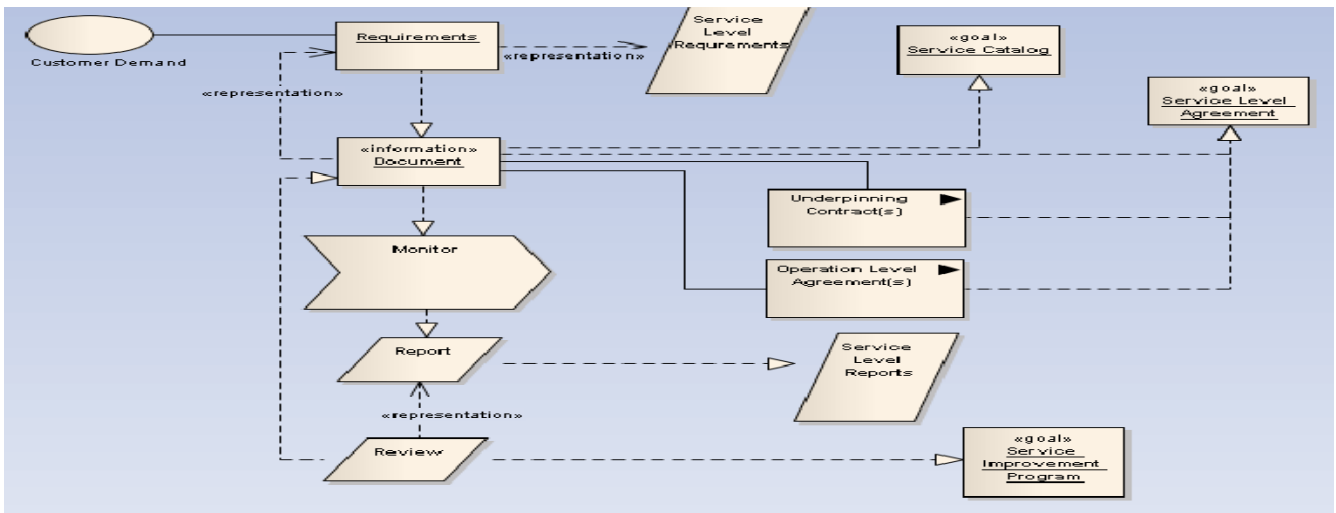 Customer Demand
Requirements
«representation»
Service
Level
Requirements
«goal»
Service Catalog
«goal»
Service Level
Agreement
«representation»
«information»
Document
Underpinning
Contract(s)
Monitor
Operation Level
Agreement(s)
Report
Service
Level
Reports
«representation»
Review
«goal»
Service
Improvement
Program